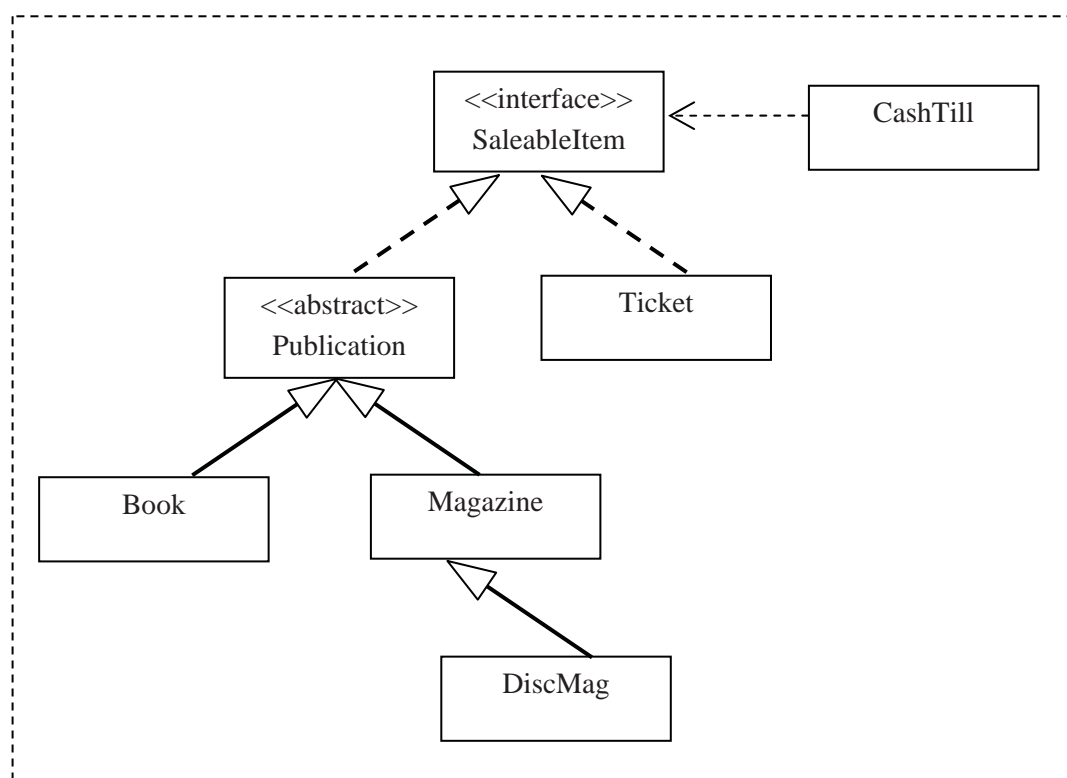 <<interface>>
SaleableItem
CashTill
<<abstract>>
Publication
Ticket
Book
Magazine
DiscMag